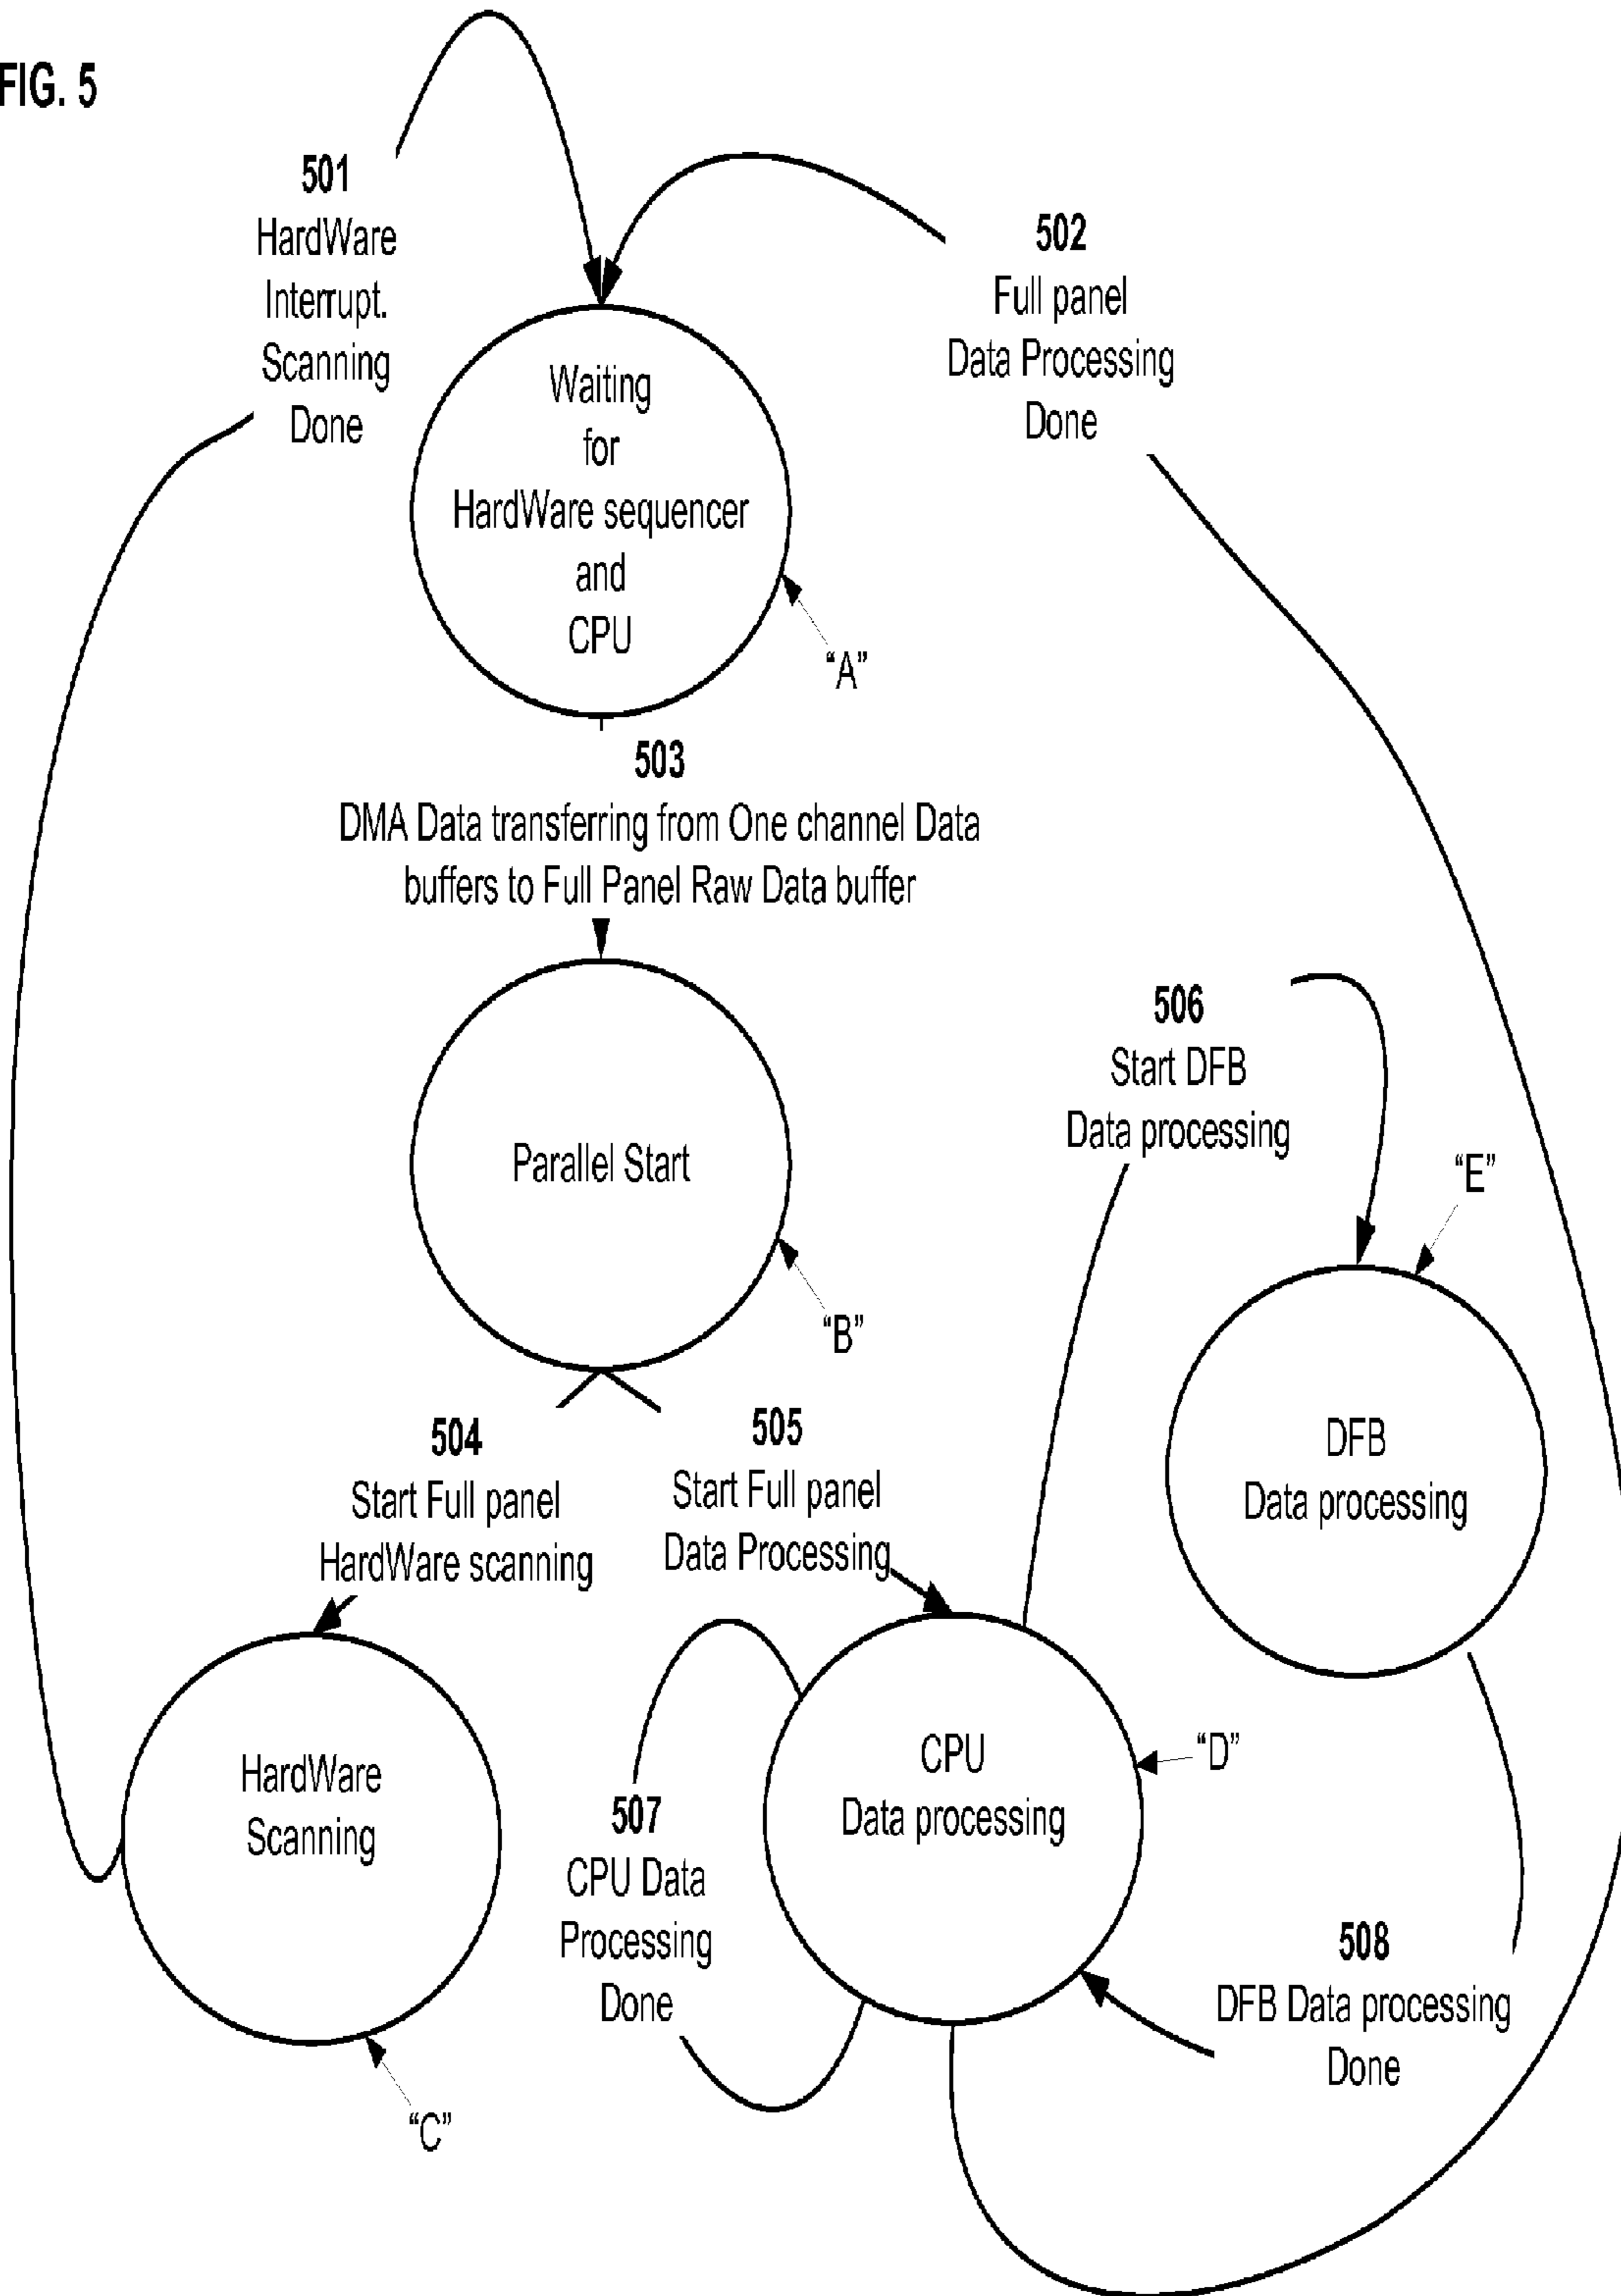 FIG. 5
501
HardWare
Interrupt.
Scanning
Done
502
Full panel
Data Processing
Done
Waiting
for
HardWare sequencer
and
CPU
“A”
503
DMA Data transferring from One channel Data
buffers to Full Panel Raw Data buffer
Parallel Start
“B”
506
Start DFB
Data processing
“E”
DFB
Data processing
504
Start Full panel
HardWare scanning
505
Start Full panel
Data Processing
HardWare
Scanning
“C”
CPU
Data processing
“D”
507
CPU Data
Processing
Done
508
DFB Data processing
Done